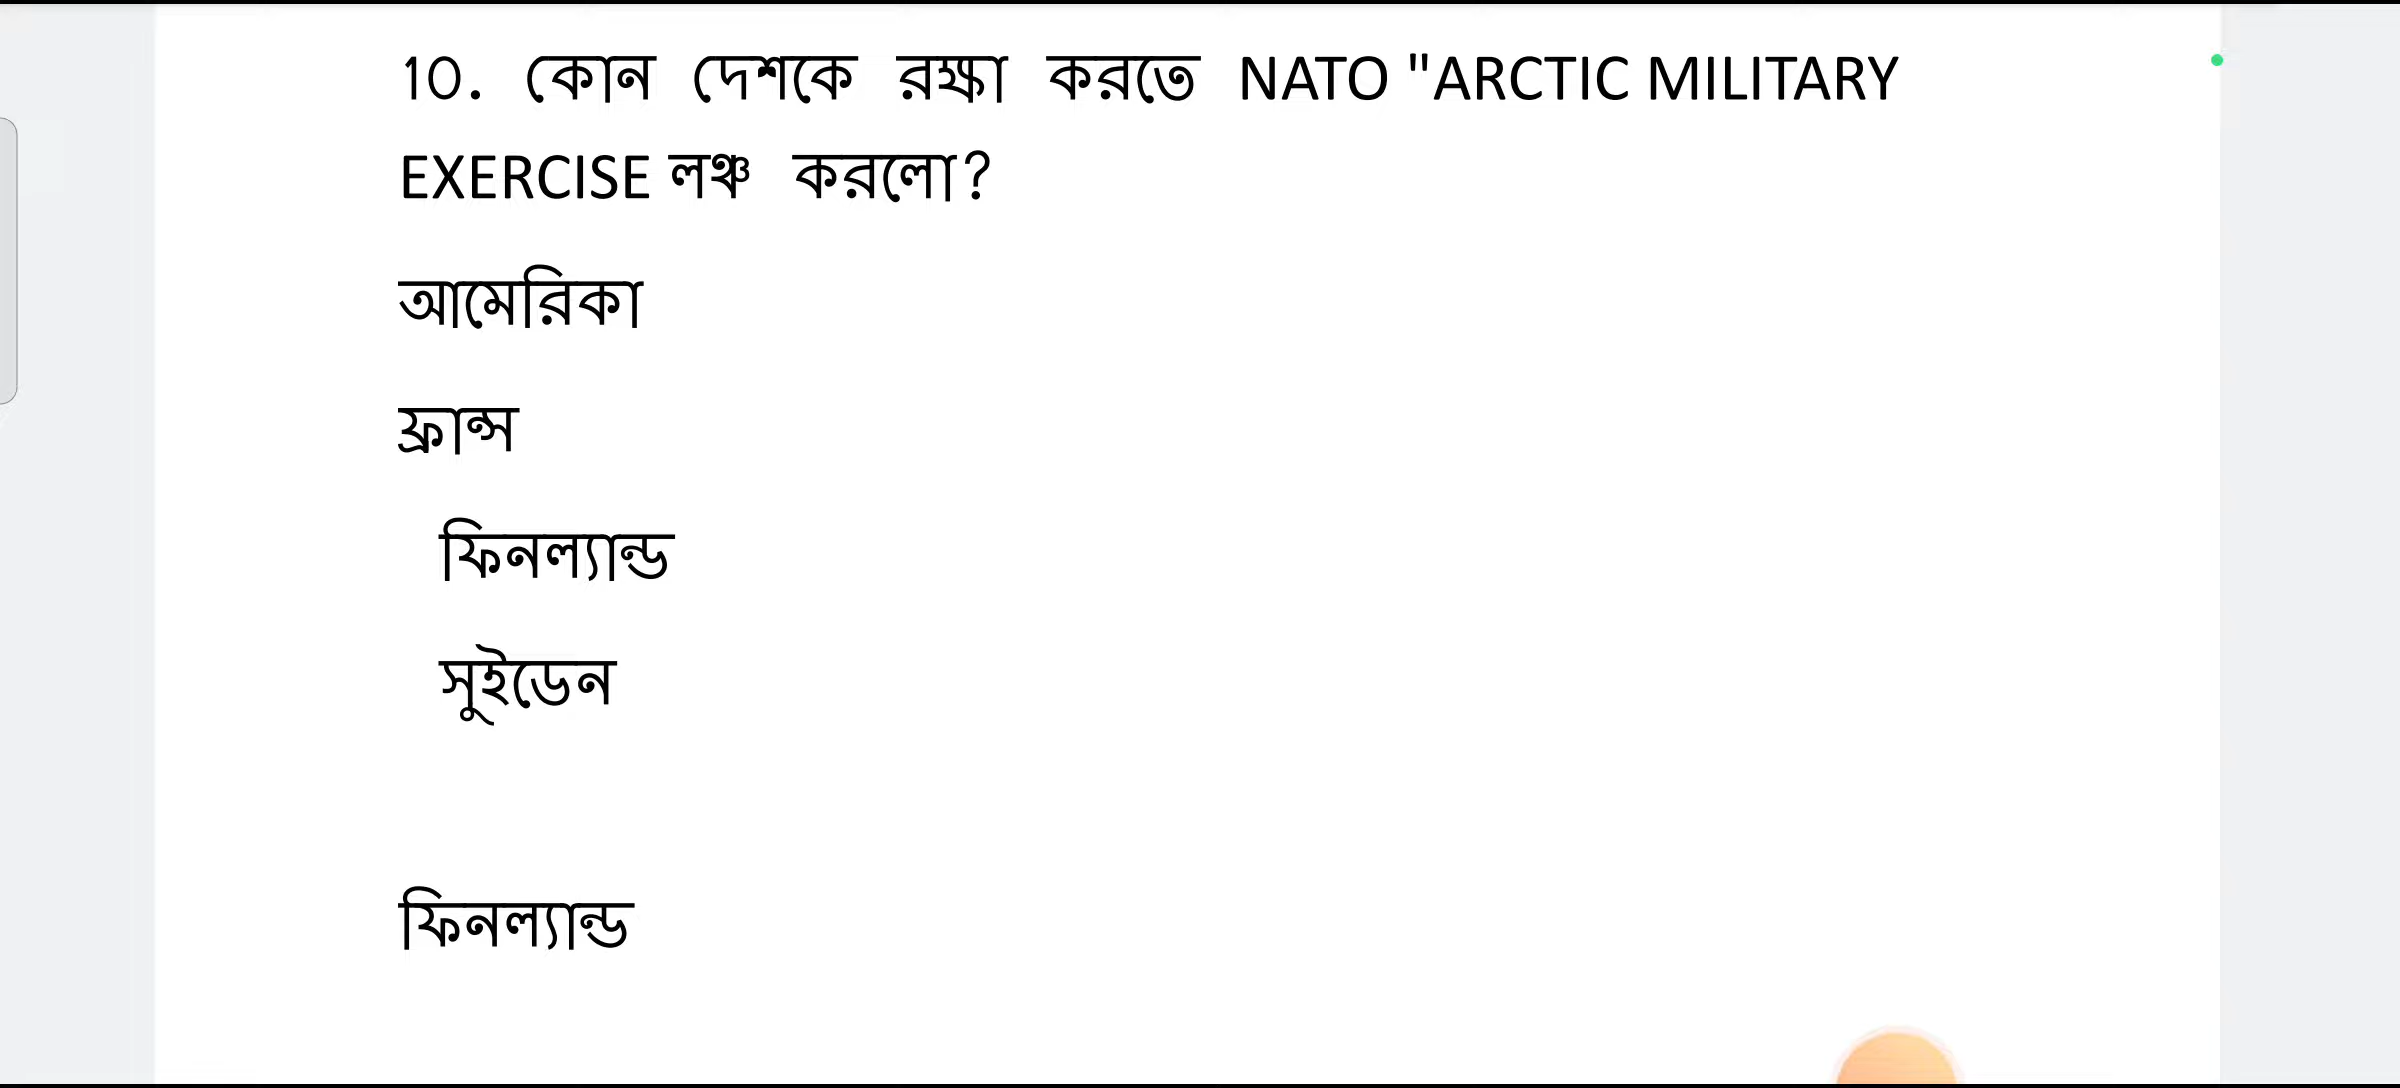 10. কোন দেশকে রক্ষা করতে NATO "ARCTIC MILITARY
EXERCISE লঞ্চ করলো?
আমেরিকা
ফ্রান্স
ফিনল্যান্ড
সুইডেন
ফিনল্যান্ড